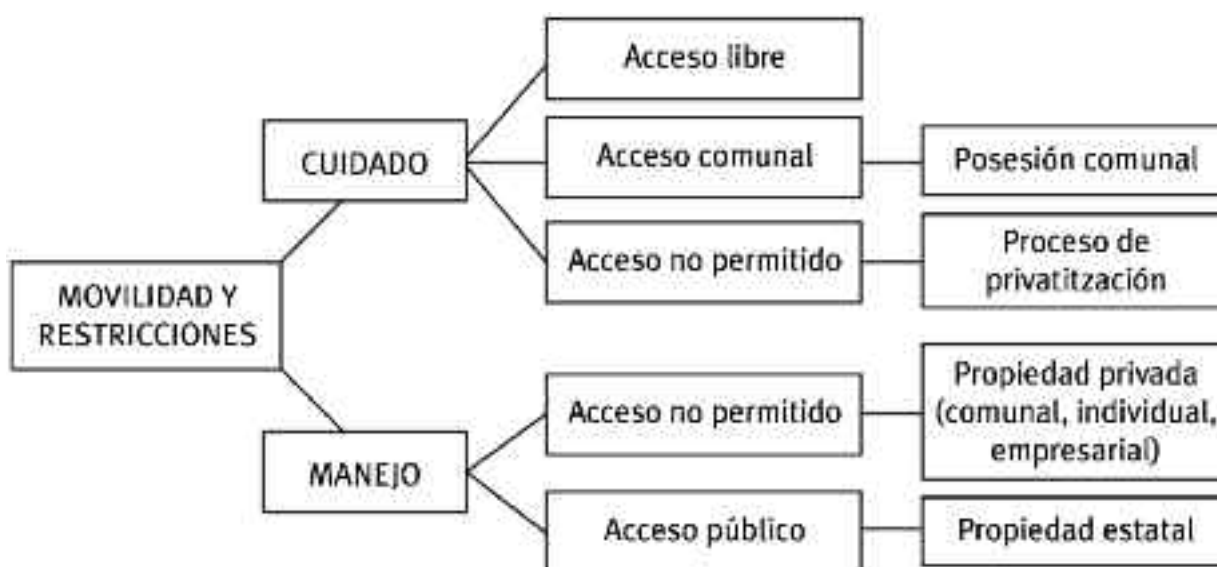 MOVILIDAD Y
RESTRICCIONES
CUIDADO
Acceso libre
Acceso comunal
Posesión comunal
Acceso no permitido
Proceso de
privatitzación
MANEJO
Acceso no permitido
Propiedad privada
(comunal, individual,
empresarial)
Acceso público
Propiedad estatal